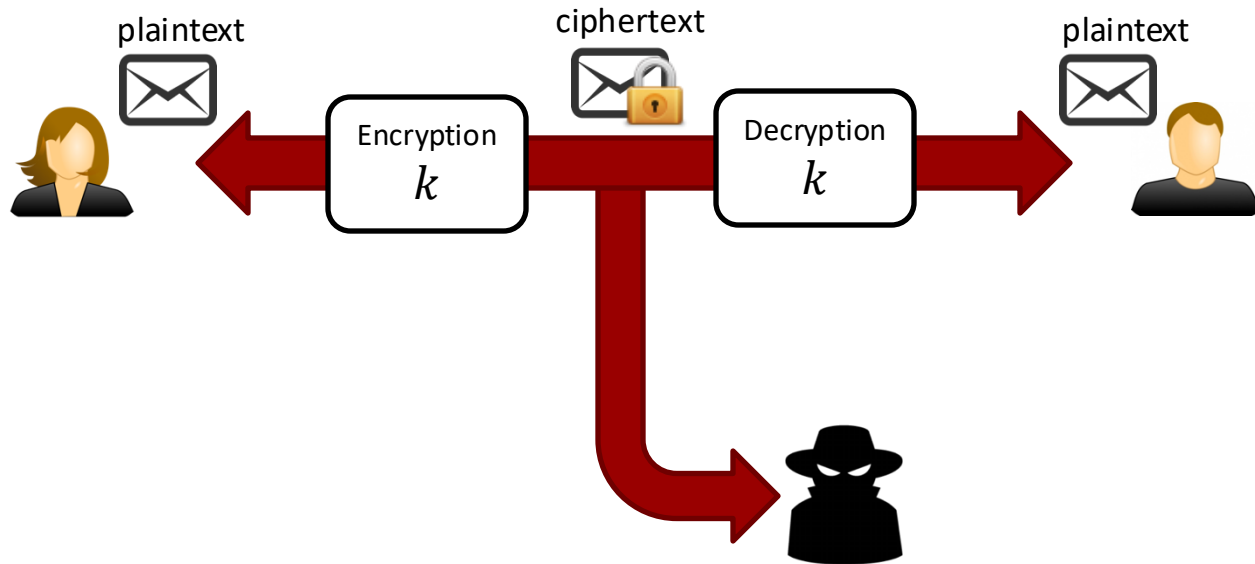 plaintext
ciphertext
plaintext
Encryption
k
Decryption
k